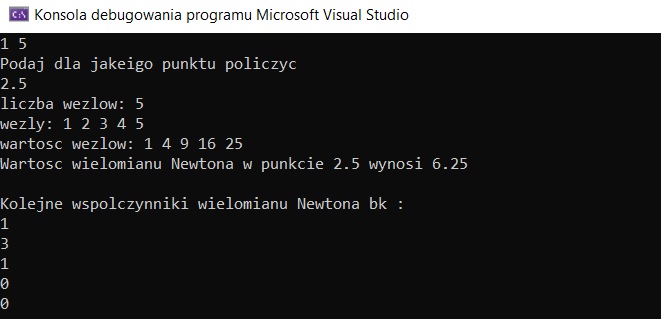 C:\ Konsola debugowania programu Microsoft Visual Studio
1 5
Podaj dla jakeigo punktu policzyc
2.5
liczba wezlow: 5
wezly: 1 2 3 4 5
wartosc wezlow: 1 4 9 16 25
Wartosc wielomianu Newtona w punkcie 2.5 wynosi 6.25
Kolejne wspolczynniki wielomianu Newtona bk :
1
3
1
0
0